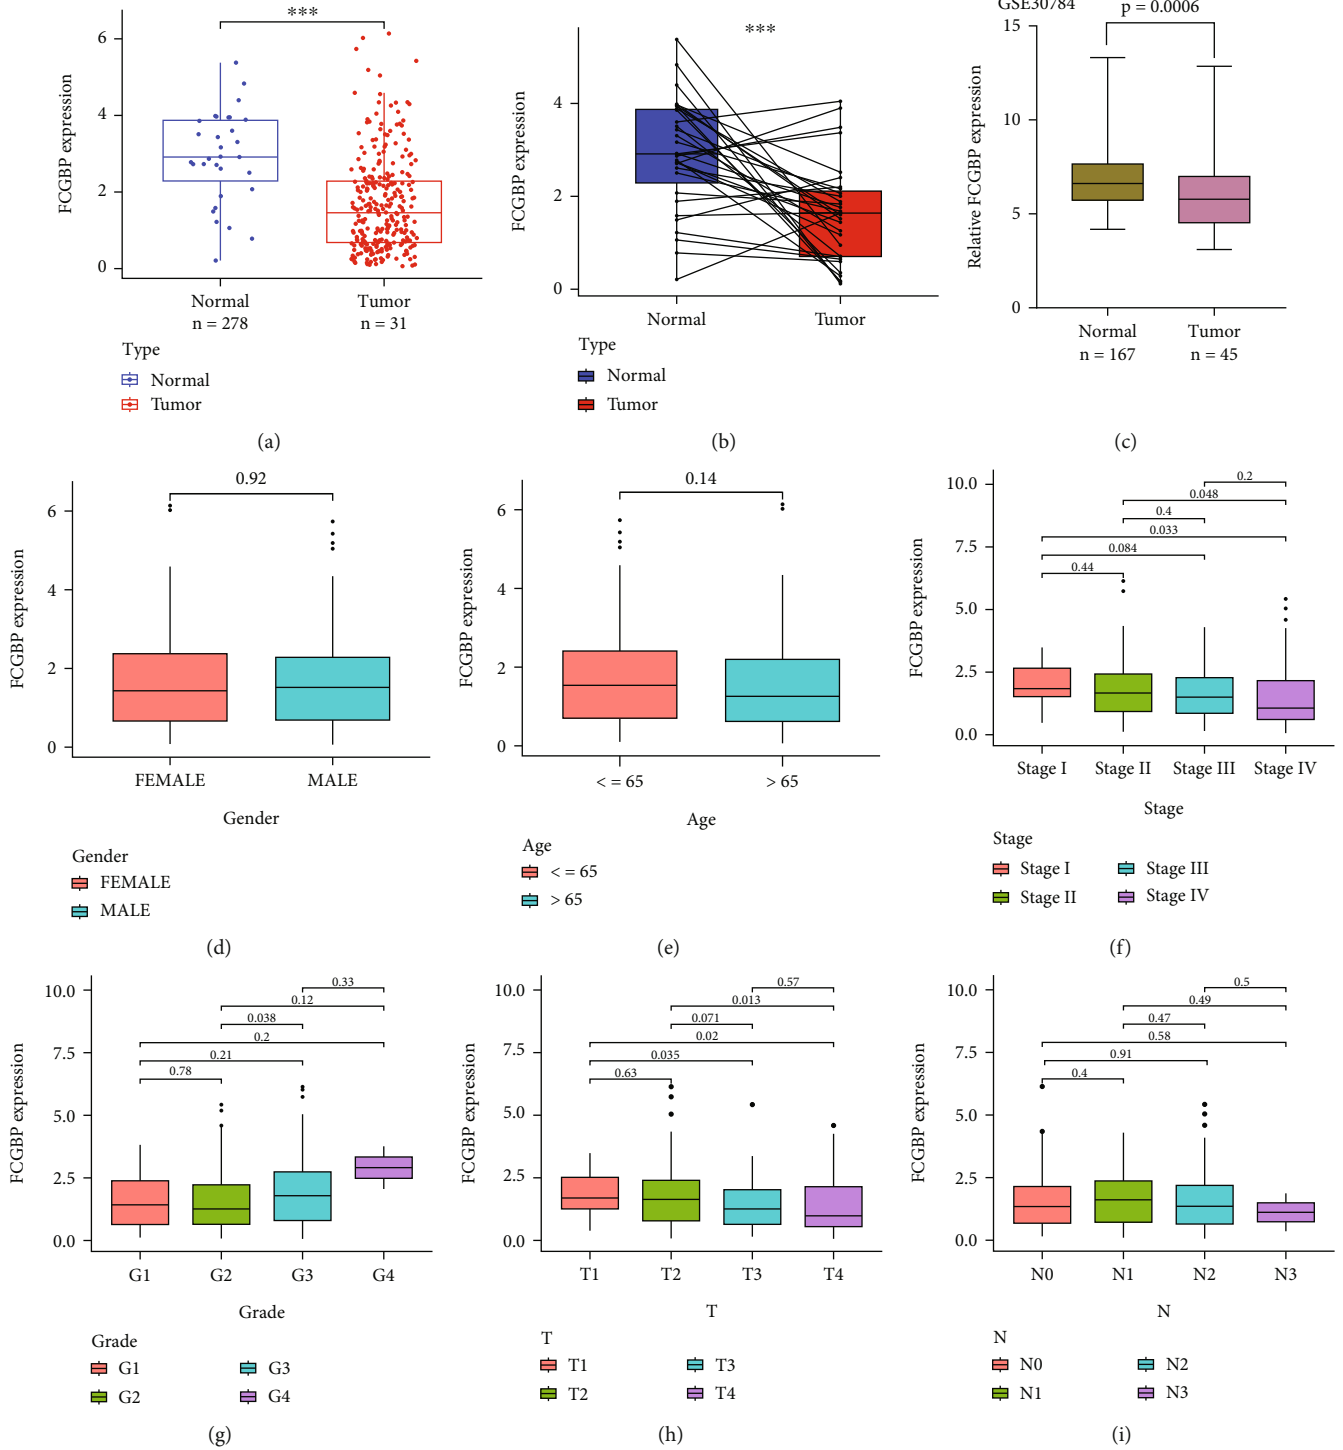 ***
6
4
2
0
FCGBP expression
Normal
n = 278
Tumor
n = 31
Type
Normal
Tumor
(a)
***
4
2
0
FCGBP expression
Normal
Tumor
Type
Normal
Tumor
(b)
GSE30784
p = 0.0006
15
10
5
0
Relative FCGBP expression
Normal
n = 167
Tumor
n = 45
(c)
0.92
6
4
2
0
FCGBP expression
FEMALE
MALE
Gender
Gender
FEMALE
MALE
(d)
0.14
6
4
2
0
FCGBP expression
< = 65
> 65
Age
Age
< = 65
> 65
(e)
10.0
7.5
5.0
2.5
0.0
FCGBP expression
0.2
0.048
0.4
0.033
0.084
0.44
Stage I
Stage II
Stage III
Stage IV
Stage
Stage
Stage I
Stage III
Stage II
Stage IV
(f)
10.0
7.5
5.0
2.5
0.0
FCGBP expression
0.33
0.12
0.038
0.2
0.21
0.78
G1
G2
G3
G4
Grade
Grade
G1
G3
G2
G4
(g)
10.0
7.5
5.0
2.5
0.0
FCGBP expression
0.57
0.013
0.071
0.02
0.035
0.63
T1
T2
T3
T4
T
T
T1
T3
T2
T4
(h)
10.0
7.5
5.0
2.5
0.0
FCGBP expression
0.5
0.49
0.47
0.58
0.91
0.4
N0
N1
N2
N3
N
N
N0
N2
N1
N3
(i)